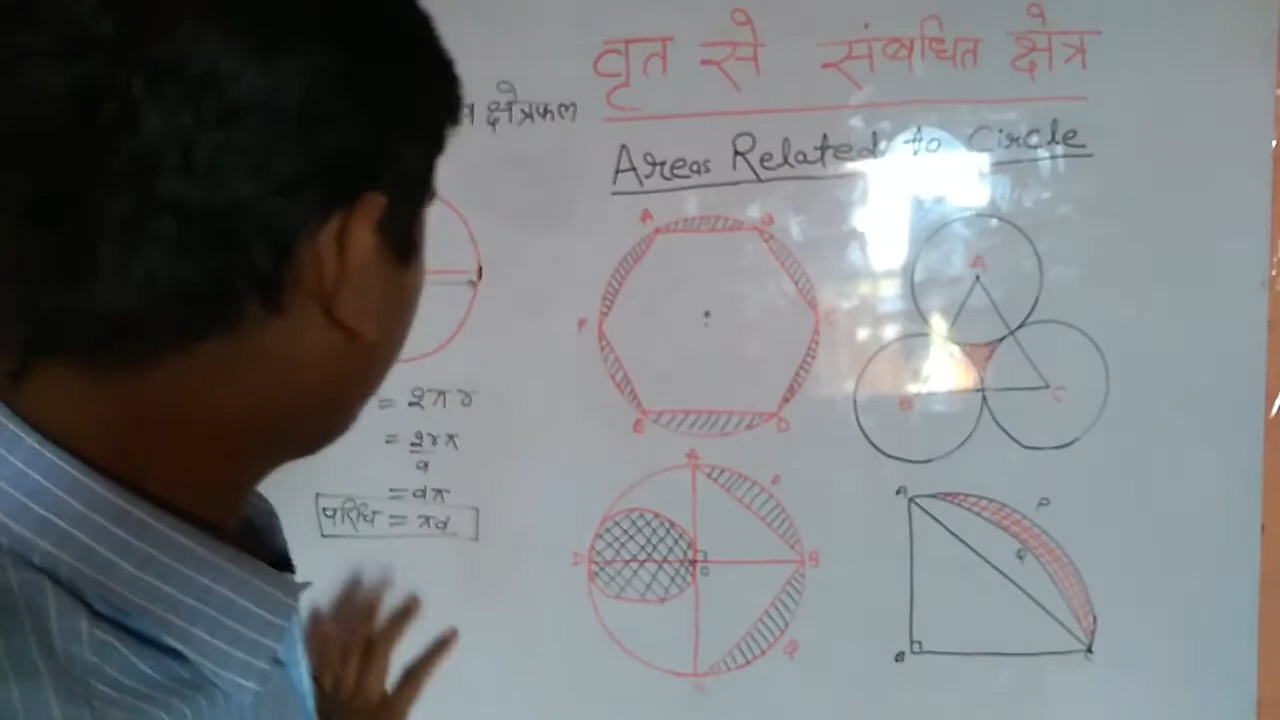 वृत से संबधित क्षेत्र
क्षेत्रफल
Areas Related to Circle
A B
F C
E D
A
B C
= 2πr
= 2rπ
= dπ
परिधि = πd
A P
D O B
Q
A P
Q
B C